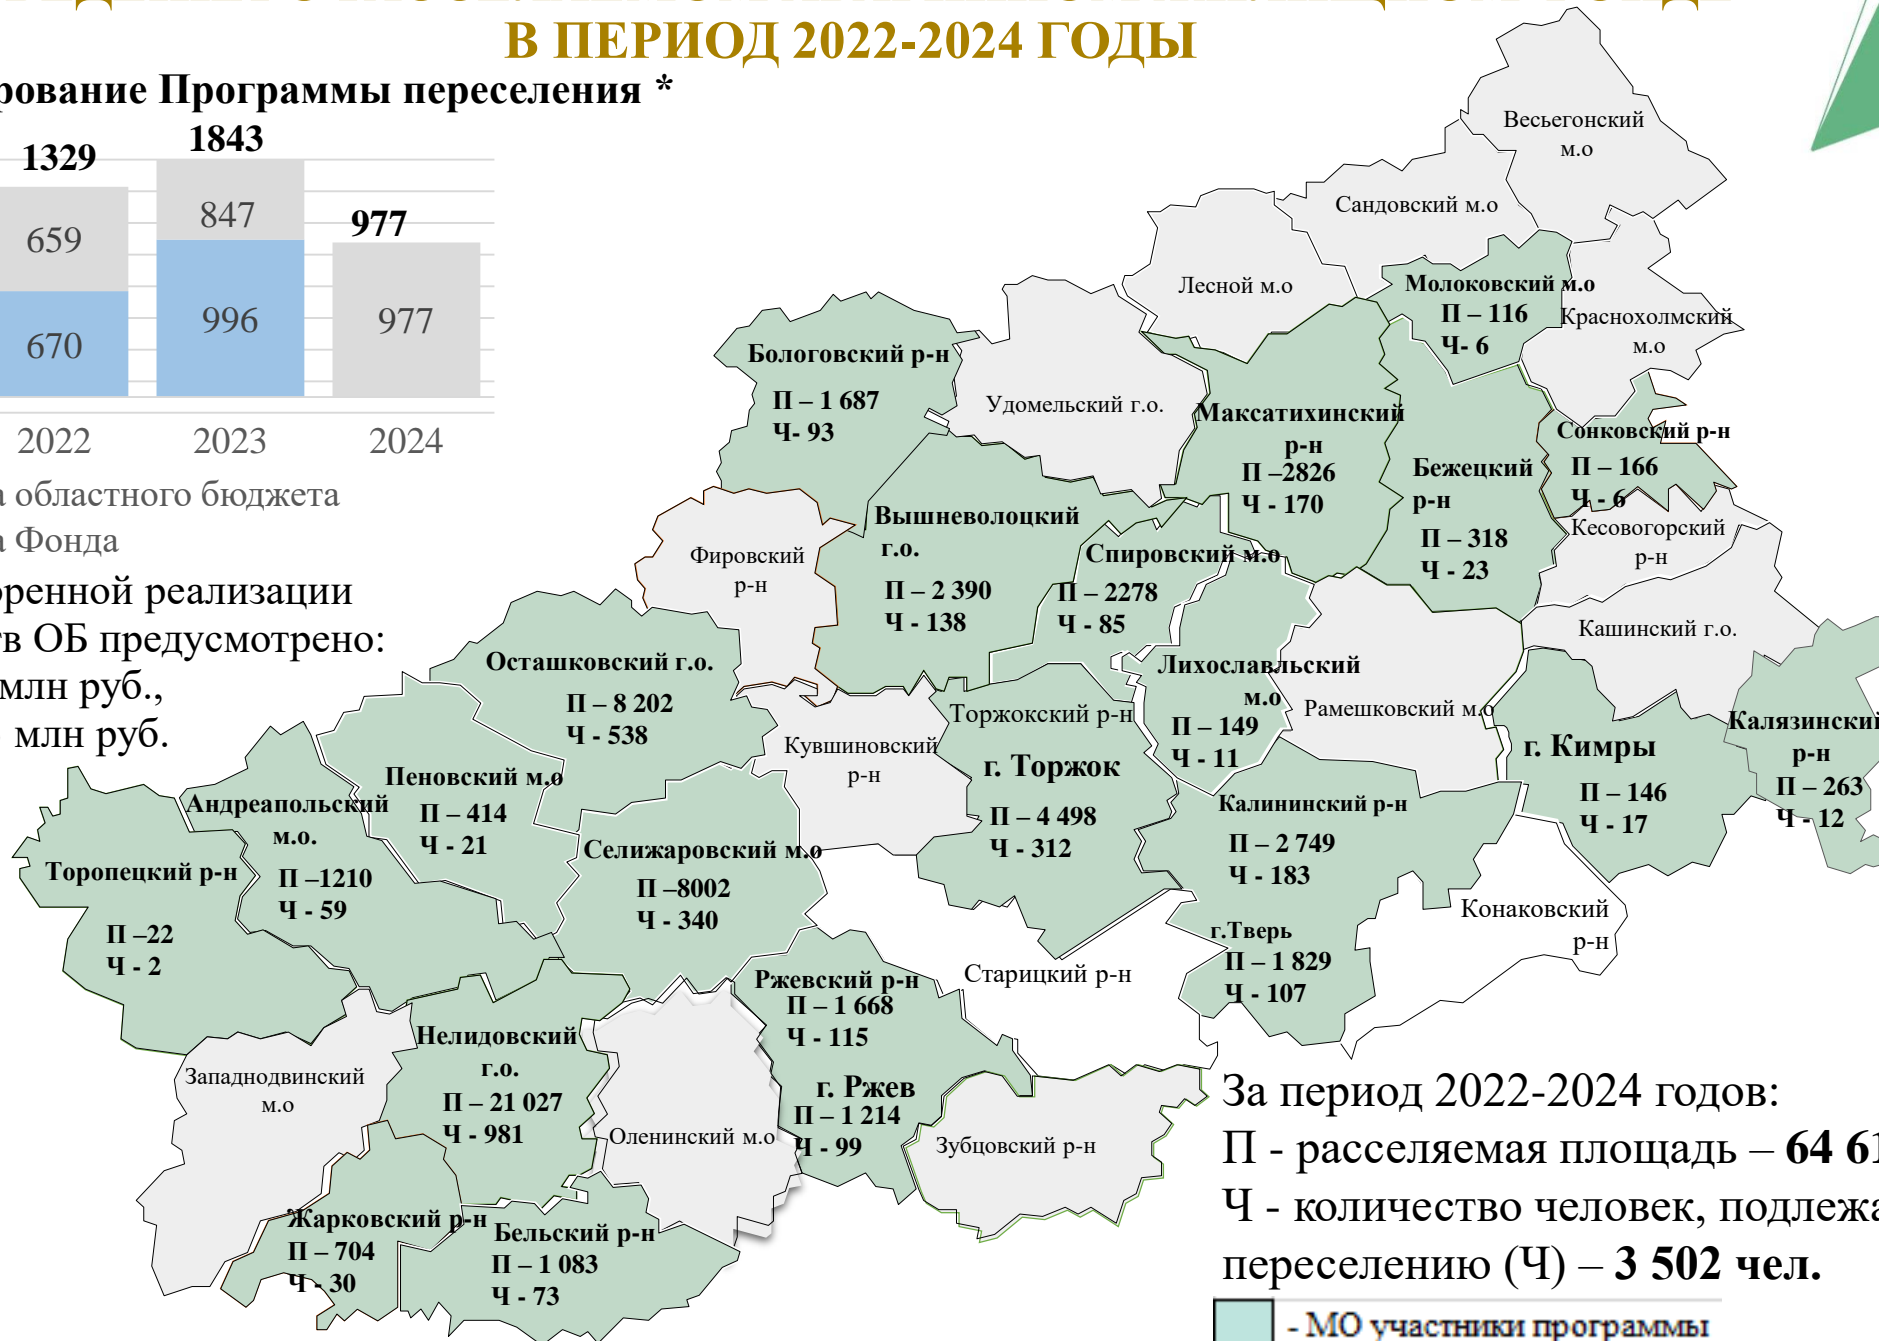 В ПЕРИОД 2022-2024 ГОДЫ
Программы переселения *
1329
1843
977
659
847
977
670
996
2022
2023
2024
областного бюджета
Фонда
реализации
ОБ предусмотрено:
млн руб.,
млн руб.
Весьегонский
м.о
Сандовский м.о
Лесной м.о
Молоковский м.о
П – 116
Ч- 6
Краснохолмский
м.о
Бологовский р-н
П – 1 687
Ч- 93
Удомельский г.о.
Максатихинский
р-н
П –2826
Ч - 170
Бежецкий
р-н
П – 318
Ч - 23
Сонковский р-н
П – 166
Ч - 6
Кесовогорский
р-н
Кашинский г.о.
Фировский
р-н
Вышневолоцкий
г.о.
П – 2 390
Ч - 138
Спировский м.о
П – 2278
Ч - 85
Лихославльский
м.о
П – 149
Ч - 11
Рамешковский м.о
Осташковский г.о.
П – 8 202
Ч - 538
Кувшиновский
р-н
Торжокский р-н
г. Торжок
П – 4 498
Ч - 312
г. Кимры
П – 146
Ч - 17
Калязинский
р-н
П – 263
Ч - 12
Пеновский м.о
П – 414
Ч - 21
Андреапольский
м.о.
П –1210
Ч - 59
Торопецкий р-н
П –22
Ч - 2
Селижаровский м.о
П –8002
Ч - 340
Калининский р-н
П – 2 749
Ч - 183
г.Тверь
П – 1 829
Ч - 107
Конаковский
р-н
Старицкий р-н
Ржевский р-н
П – 1 668
Ч - 115
г. Ржев
П – 1 214
Ч - 99
Зубцовский р-н
Нелидовский
г.о.
П – 21 027
Ч - 981
Оленинский м.о
Западнодвинский
м.о
Жарковский р-н
П – 704
Ч - 30
Бельский р-н
П – 1 083
Ч - 73
За период 2022-2024 годов:
П - расселяемая площадь –
Ч - количество человек,
переселению (Ч) – 3 502 чел.
- МО участники программы